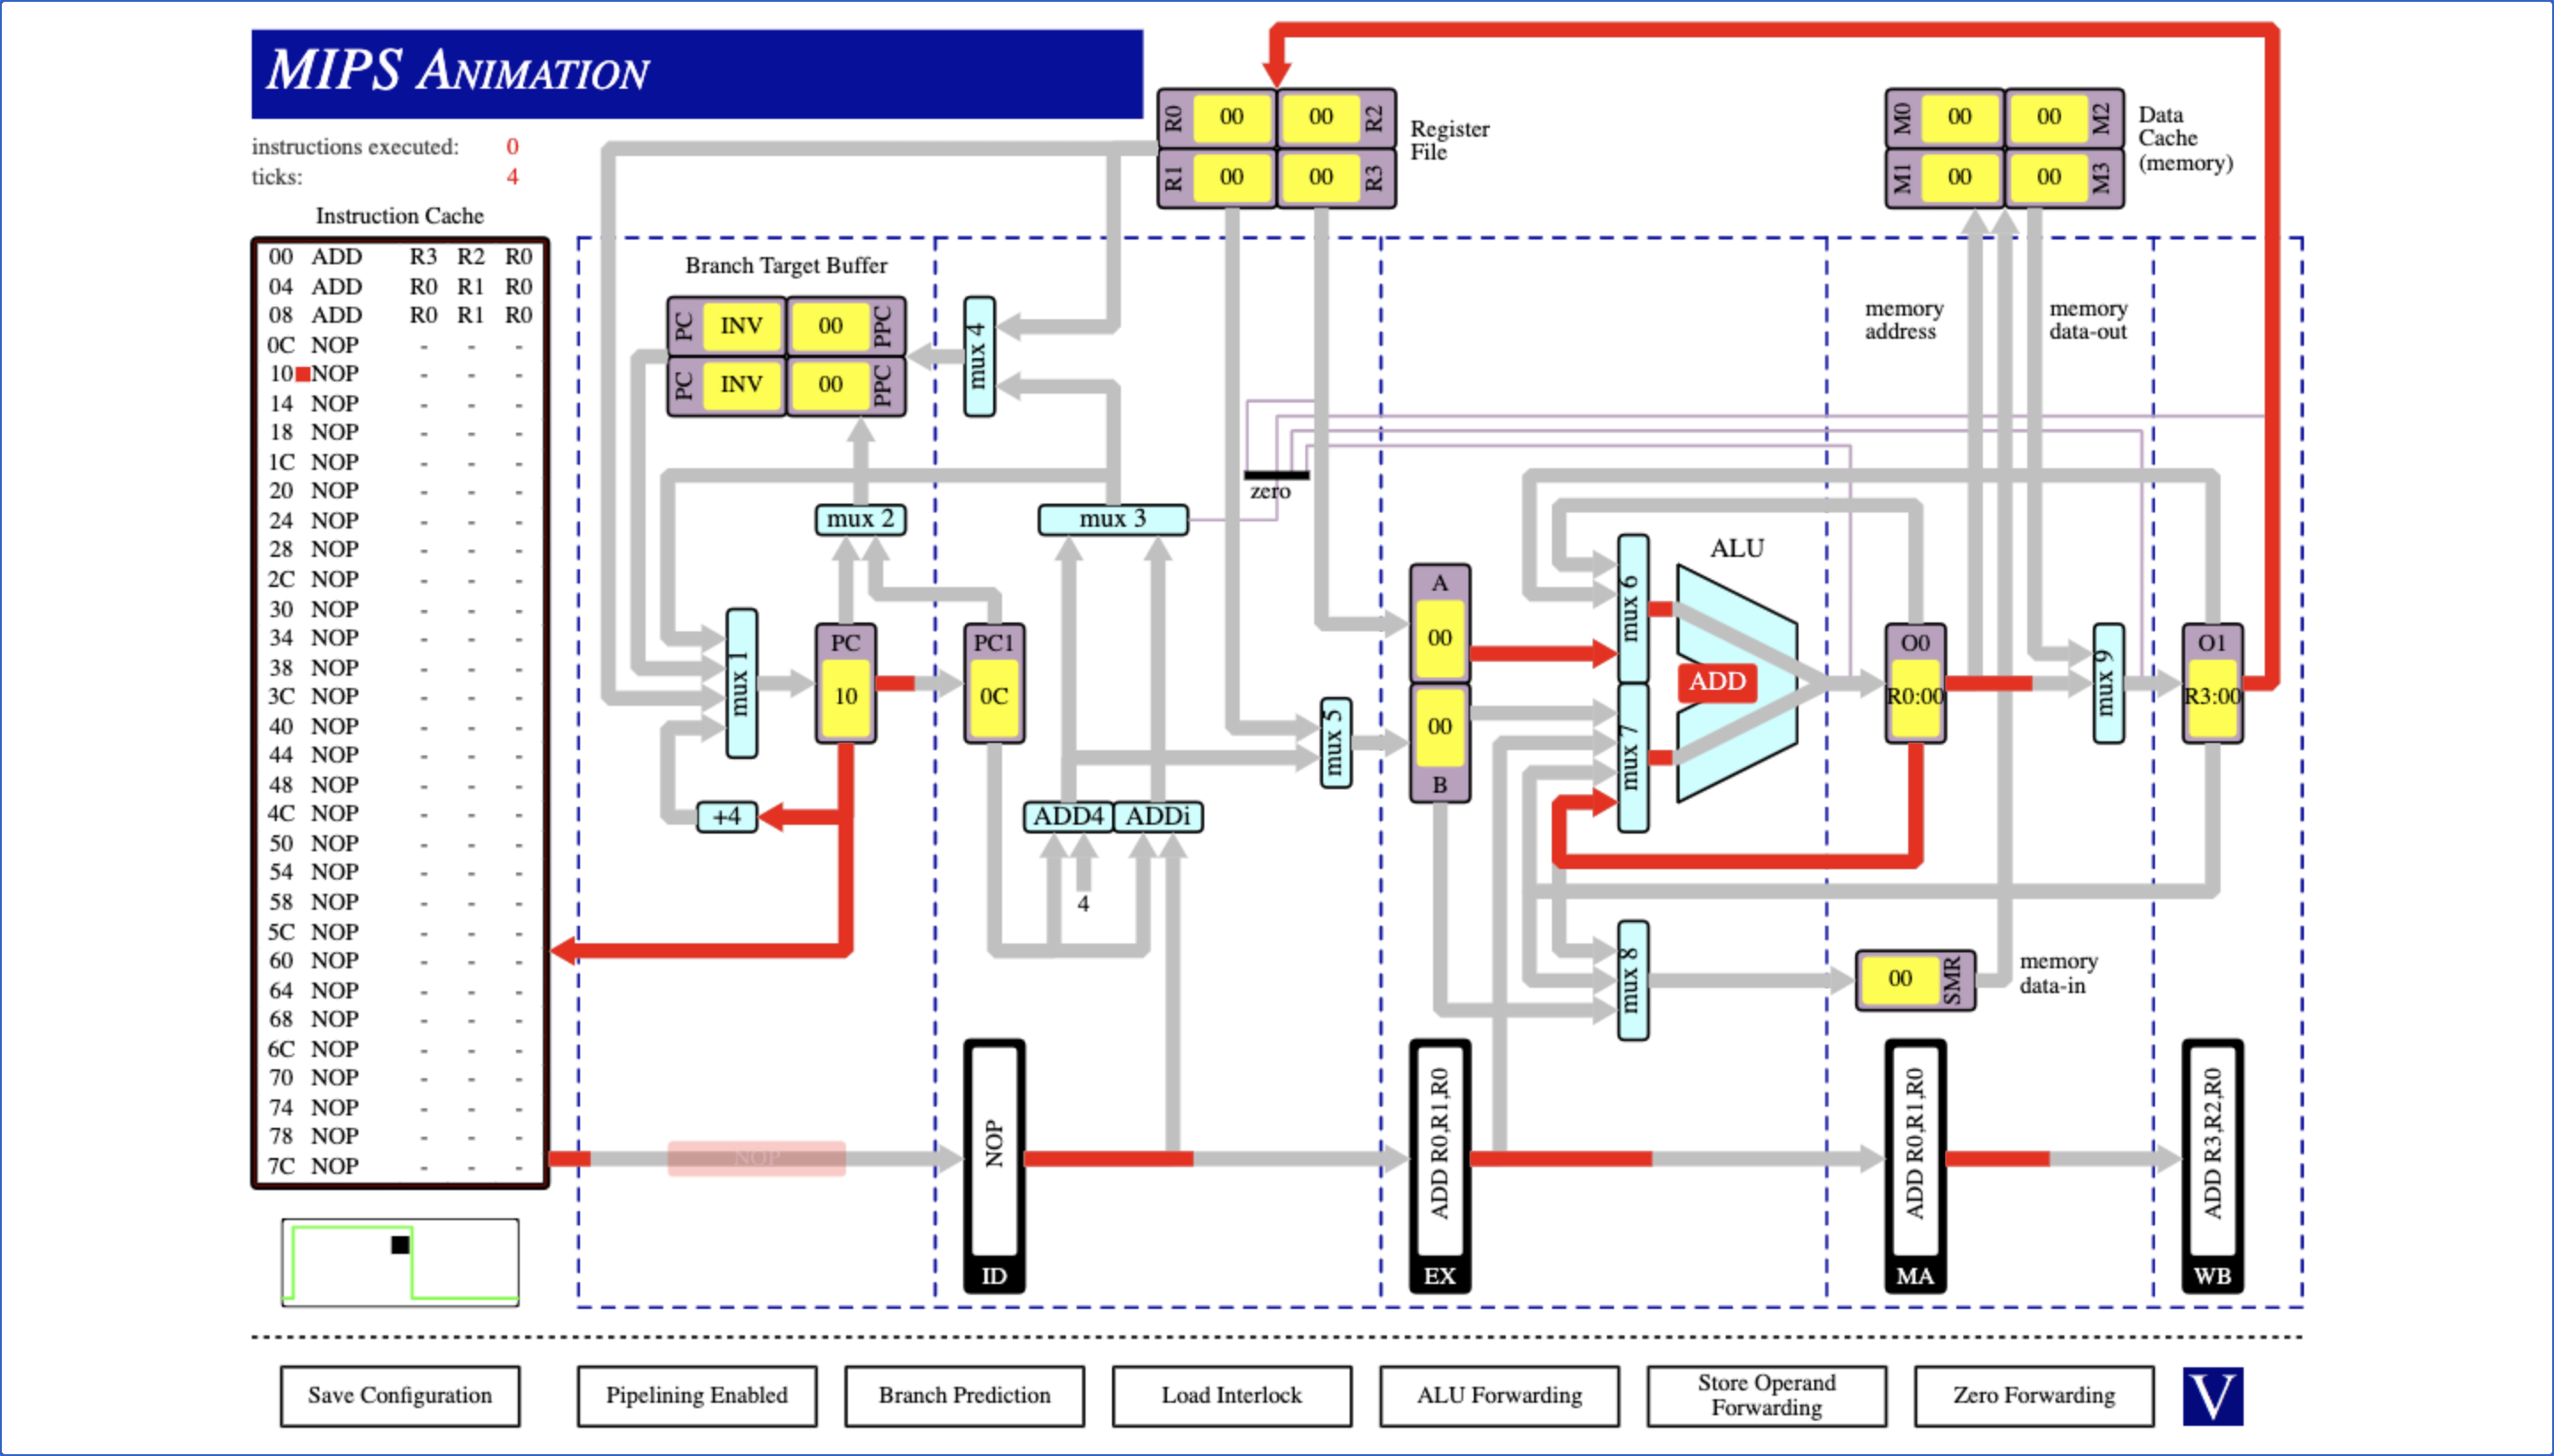 MIPS ANIMATION
instructions executed: 0
ticks: 4
Instruction Cache
00 ADD R3 R2 R0
04 ADD R0 R1 R0
08 ADD R0 R1 R0
0C NOP - - -
10 NOP - - -
14 NOP - - -
18 NOP - - -
1C NOP - - -
20 NOP - - -
24 NOP - - -
28 NOP - - -
2C NOP - - -
30 NOP - - -
34 NOP - - -
38 NOP - - -
3C NOP - - -
40 NOP - - -
44 NOP - - -
48 NOP - - -
4C NOP - - -
50 NOP - - -
54 NOP - - -
58 NOP - - -
5C NOP - - -
60 NOP - - -
64 NOP - - -
68 NOP - - -
6C NOP - - -
70 NOP - - -
74 NOP - - -
78 NOP - - -
7C NOP - - -
R0 00 00 R2
R1 00 00 R3
Register
File
M0 00 00 M2
M1 00 00 M3
Data
Cache
(memory)
Branch Target Buffer
PC INV 00 PPC
PC INV 00 PPC
mux 4
memory
address
memory
data-out
zero
mux 2
mux 3
mux 1
PC
10
PC1
0C
+4
ADD4
ADDi
4
mux 5
A
00
00
B
mux 6
mux 7
ALU
ADD
O0
R0:00
mux 9
O1
R3:00
mux 8
00 SMR
memory
data-in
NOP
NOP
ID
ADD R0,R1,R0
EX
ADD R0,R1,R0
MA
ADD R3,R2,R0
WB
Save Configuration
Pipelining Enabled
Branch Prediction
Load Interlock
ALU Forwarding
Store Operand
Forwarding
Zero Forwarding
V